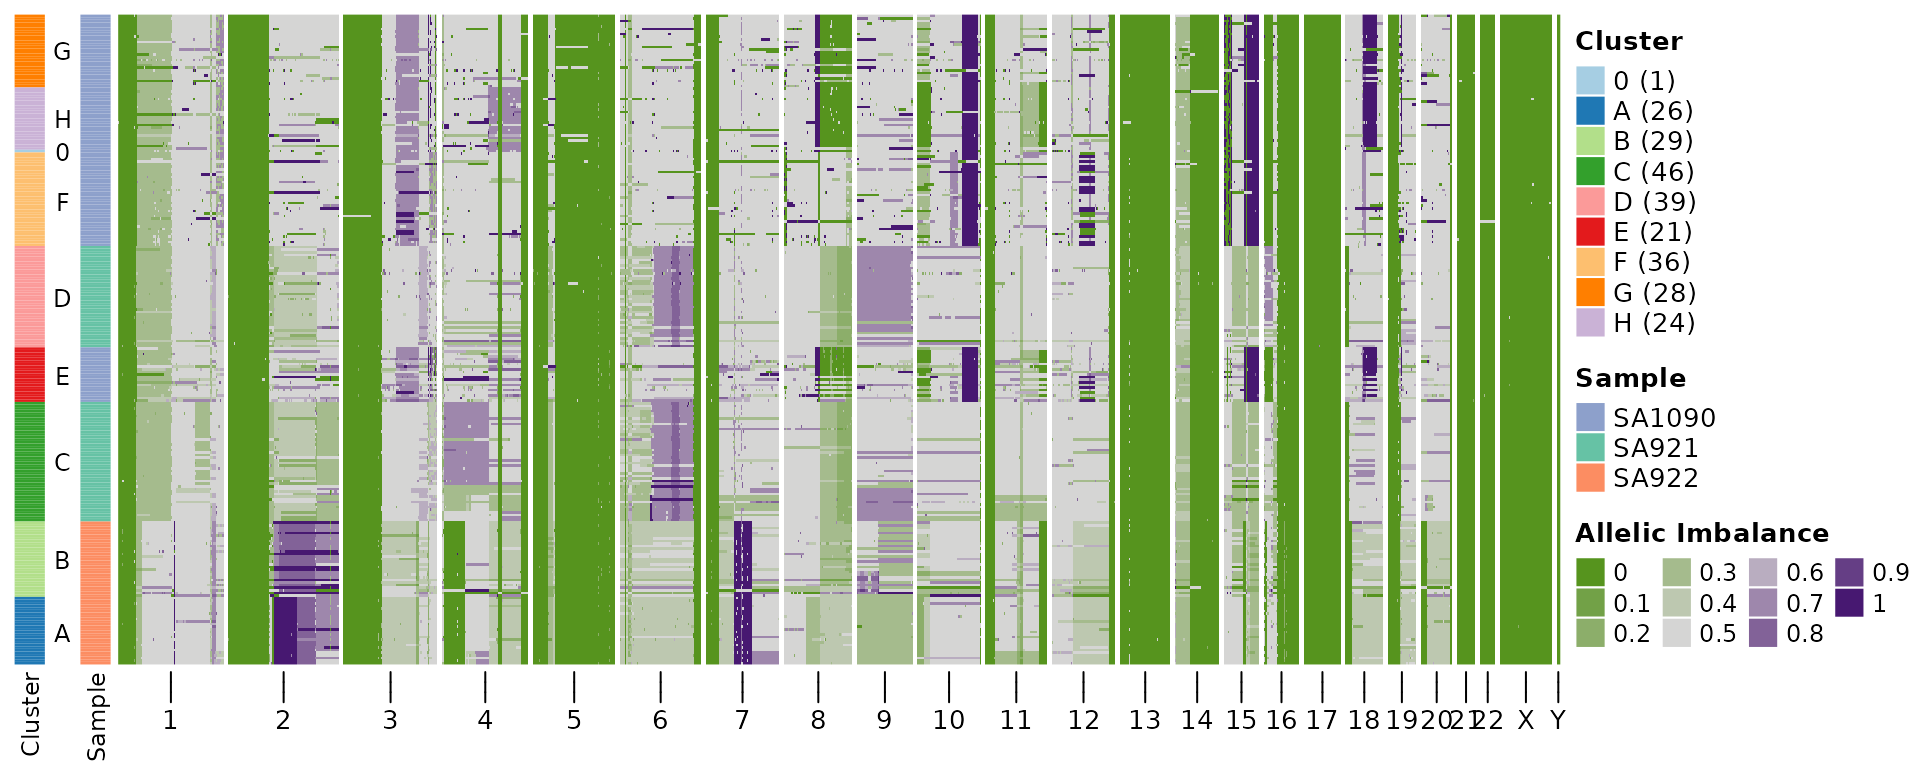 G
H
0
F
D
E
C
B
A
Cluster
Sample
1 2 3 4 5 6 7 8 9 10 11 12 13 14 15 16 17 18 19 20 21 22 X Y
Cluster
0 (1)
A (26)
B (29)
C (46)
D (39)
E (21)
F (36)
G (28)
H (24)
Sample
SA1090
SA921
SA922
Allelic Imbalance
0 0.3 0.6 0.9
0.1 0.4 0.7 1
0.2 0.5 0.8